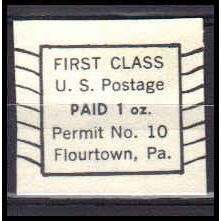 FIRST CLASS
U. S. Postage
PAID 1 oz.
Permit No. 10
Flourtown, Pa.